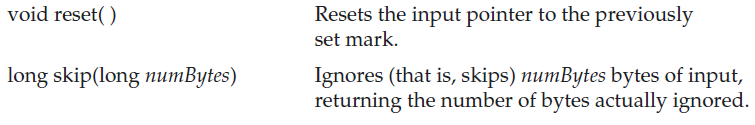 void reset( ) Resets the input pointer to the previously
set mark.
long skip(long numBytes) Ignores (that is, skips) numBytes bytes of input,
returning the number of bytes actually ignored.